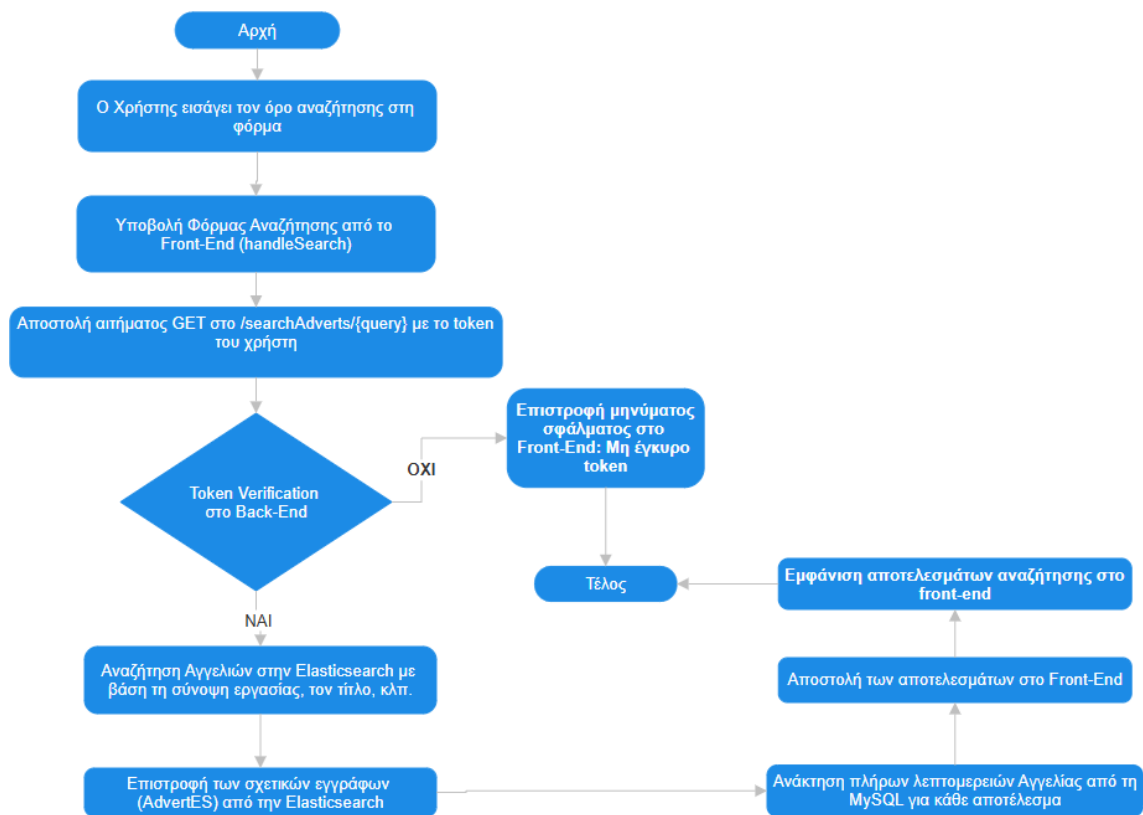 Αρχή
Ο Χρήστης εισάγει τον όρο αναζήτησης στη
φόρμα
Υποβολή Φόρμας Αναζήτησης από το
Front-End (handleSearch)
Αποστολή αιτήματος GET στο /searchAdverts/{query} με το token
του χρήστη
Token Verification
στο Back-End
ΟΧΙ
Επιστροφή μηνύματος
σφάλματος στο
Front-End: Μη έγκυρο
token
Τέλος
ΝΑΙ
Αναζήτηση Αγγελιών στην Elasticsearch με
βάση τη σύνοψη εργασίας, τον τίτλο, κλπ.
Επιστροφή των σχετικών εγγράφων
(AdvertES) από την Elasticsearch
Ανάκτηση πλήρων λεπτομερειών Αγγελίας από τη
MySQL για κάθε αποτέλεσμα
Αποστολή των αποτελεσμάτων στο Front-End
Εμφάνιση αποτελεσμάτων αναζήτησης στο
front-end